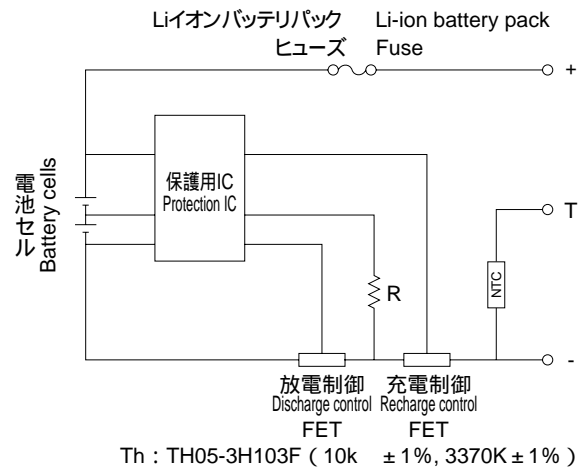 Liイオンバッテリパック Li-ion battery pack
ヒューズ Fuse
+
保護用IC
Protection IC
電池セル
Battery cells
T
NTC
R
-
放電制御 充電制御
Discharge control Recharge control
FET FET
Th : TH05-3H103F ( 10k ±1%, 3370K±1% )